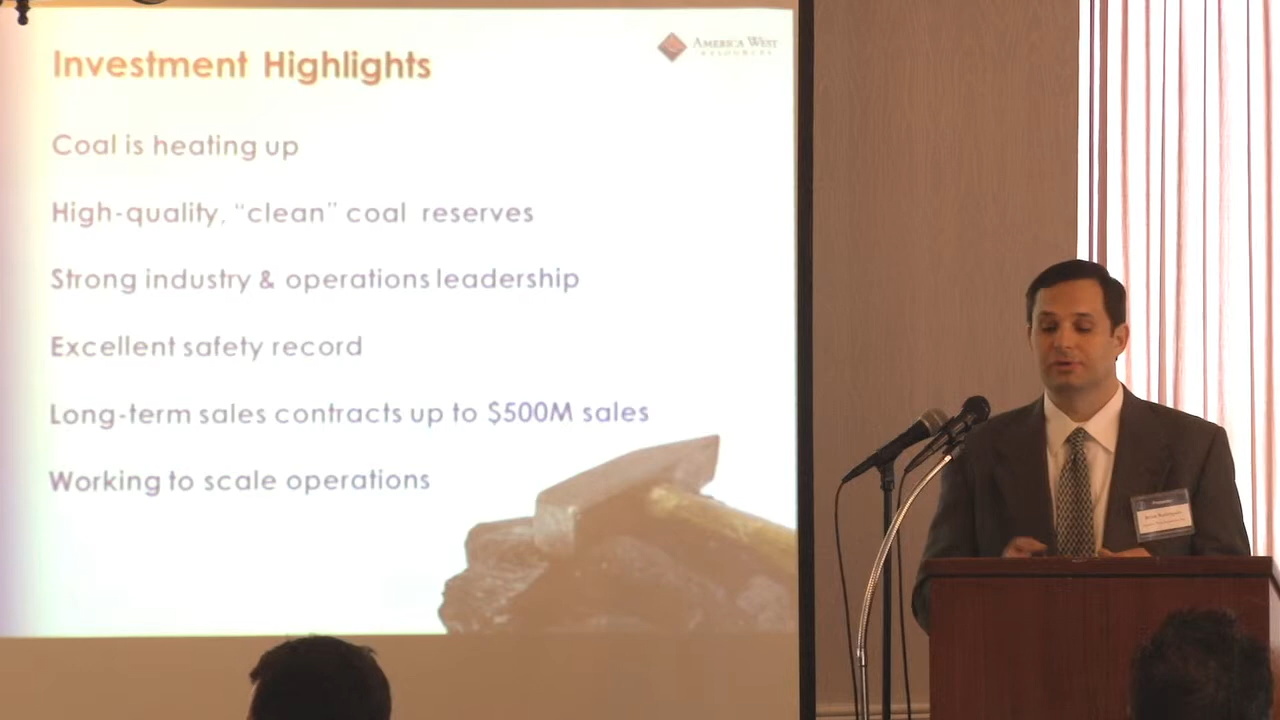 Investment Highlights
AMERICA WEST
RESOURCES
Coal is heating up
High-quality, “clean” coal reserves
Strong industry & operations leadership
Excellent safety record
Long-term sales contracts up to $500M sales
Working to scale operations